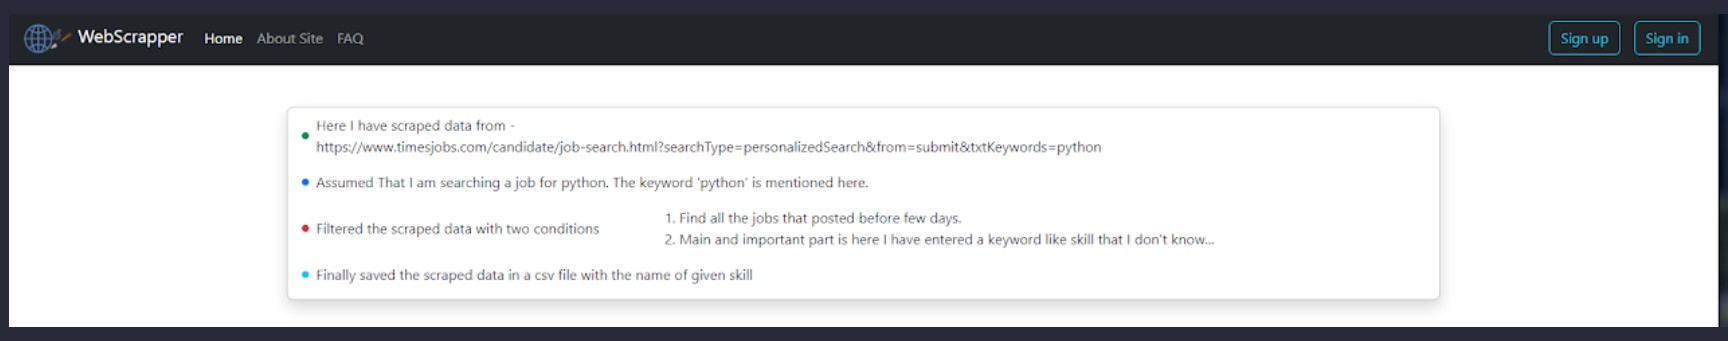 WebScrapper Home About Site FAQ Sign up Sign in
Here I have scraped data from -
https://www.timesjobs.com/candidate/job-search.html?searchType=personalizedSearch&from=submit&txtKeywords=python
Assumed That I am searching a job for python. The keyword 'python' is mentioned here.
Filtered the scraped data with two conditions
1. Find all the jobs that posted before few days.
2. Main and important part is here I have entered a keyword like skill that I don't know...
Finally saved the scraped data in a csv file with the name of given skill